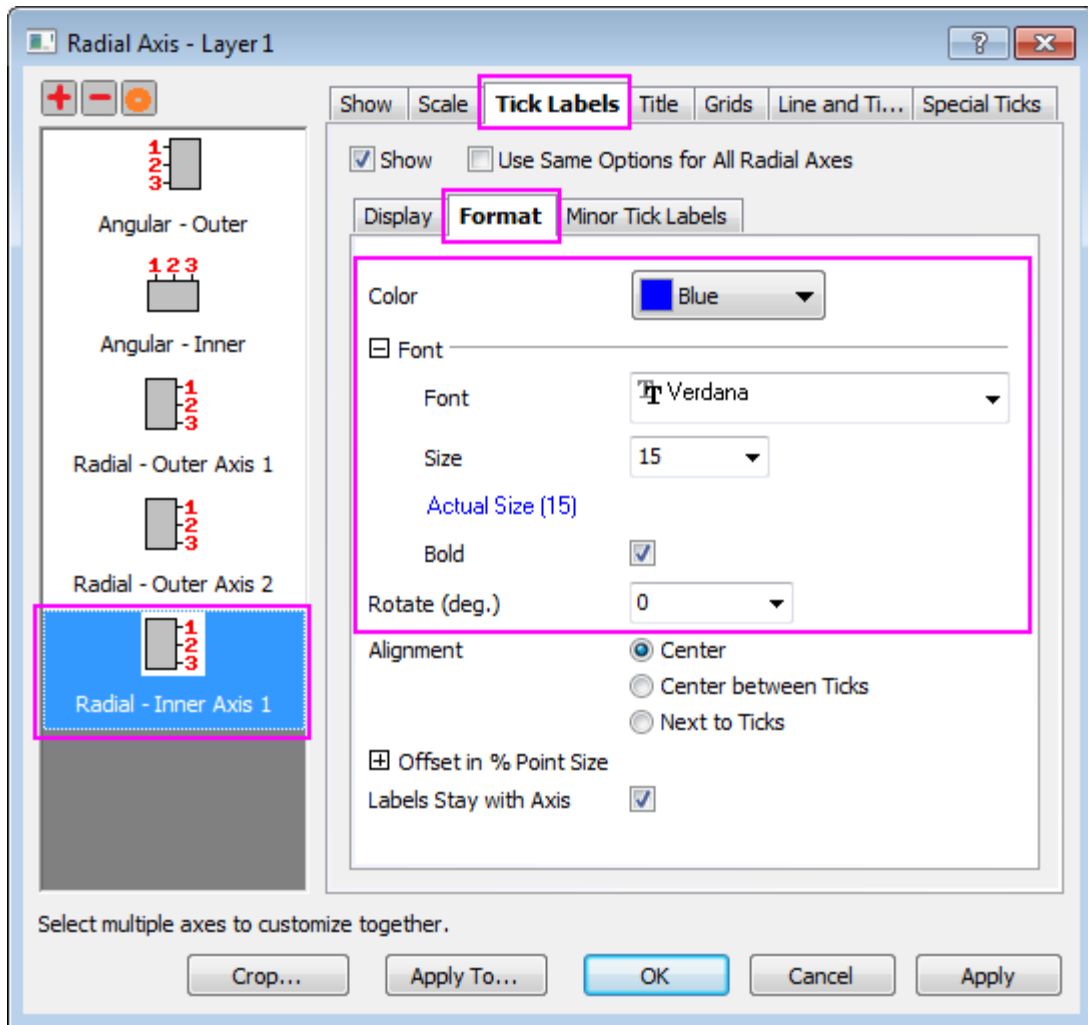 Radial Axis - Layer 1
Show Scale Tick Labels Title Grids Line and Ti... Special Ticks
Show Use Same Options for All Radial Axes
Display Format Minor Tick Labels
1
2
3
Angular - Outer
1 2 3
Angular - Inner
1
2
3
Radial - Outer Axis 1
1
2
3
Radial - Outer Axis 2
1
2
3
Radial - Inner Axis 1
Color Blue
Font
Font Verdana
Size 15
Actual Size (15)
Bold
Rotate (deg.) 0
Alignment Center
Center between Ticks
Next to Ticks
Offset in % Point Size
Labels Stay with Axis
Select multiple axes to customize together.
Crop... Apply To... OK Cancel Apply